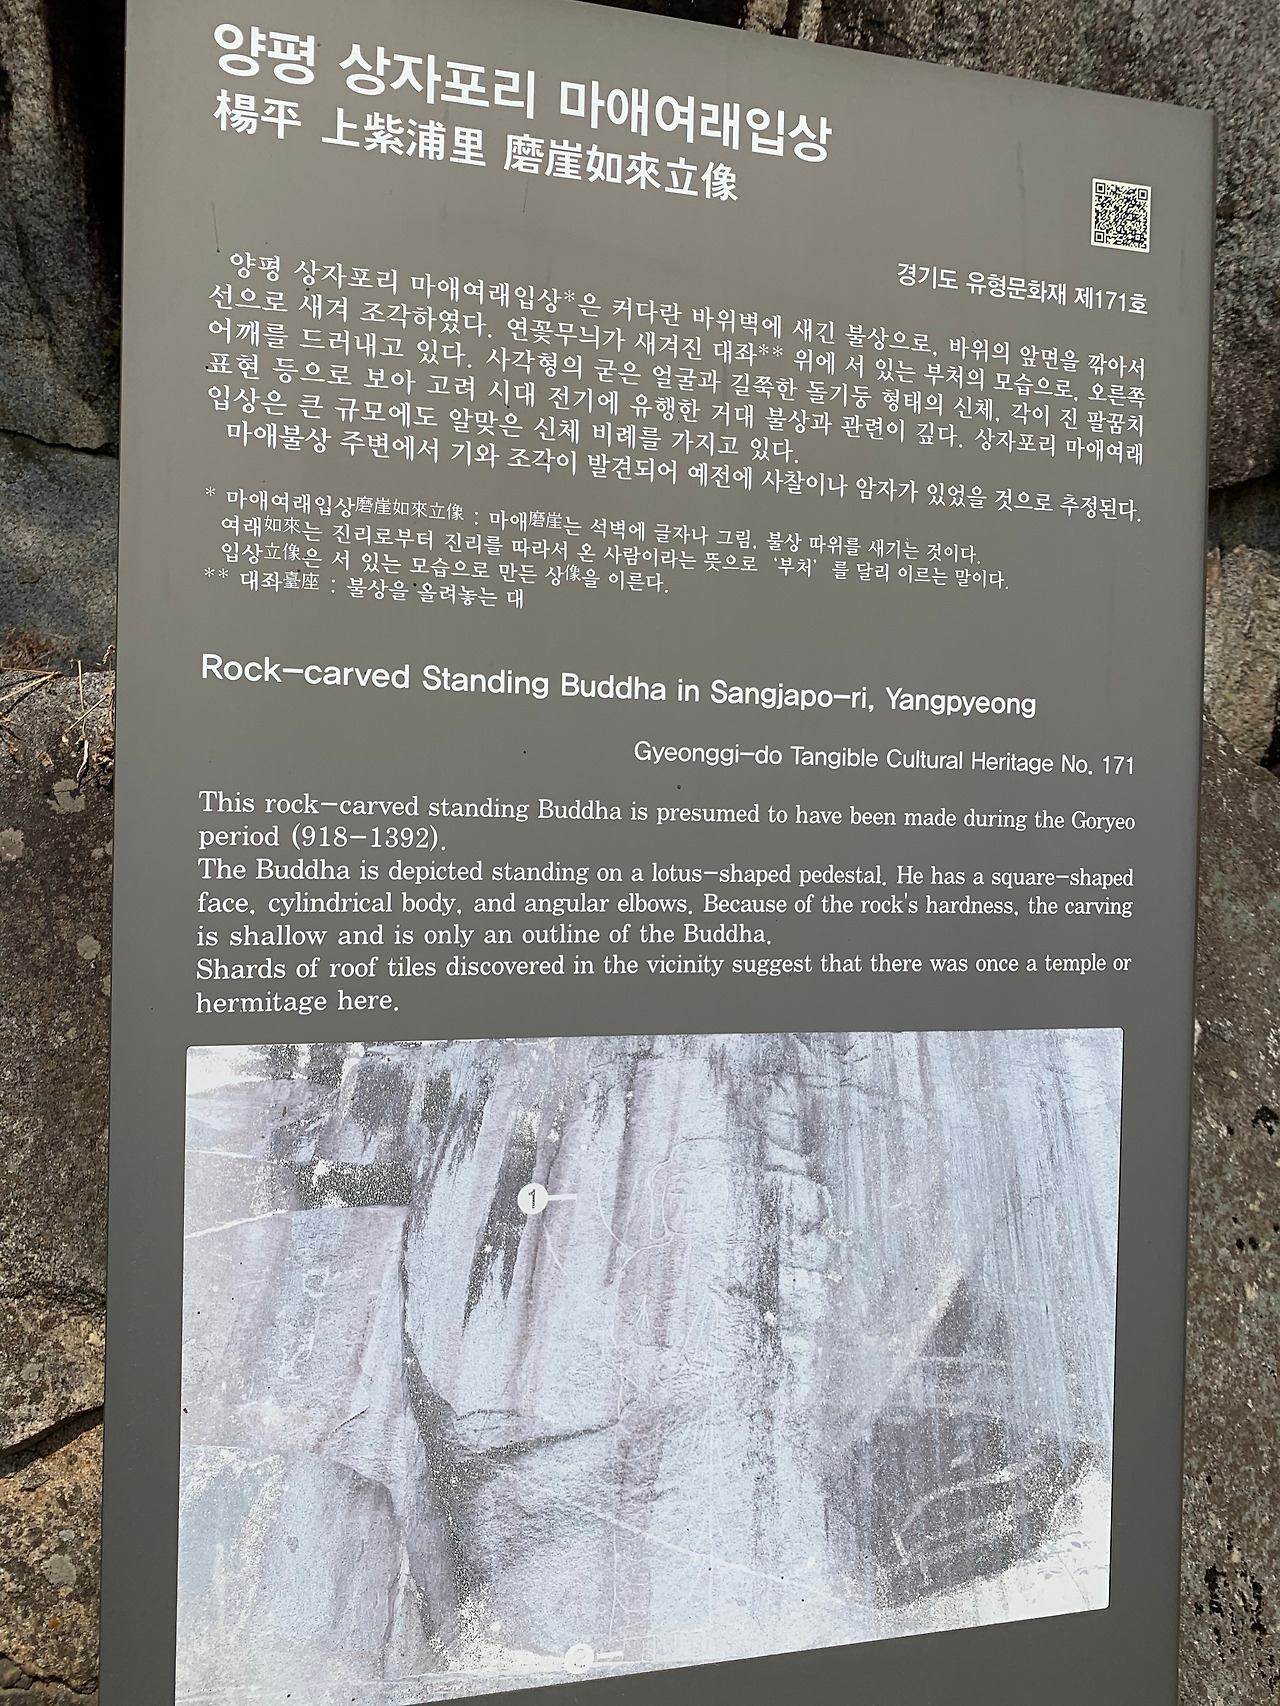 양평 상자포리 마애여래입상
楊平 上紫浦里 磨崖如來立像
경기도 유형문화재 제171호
양평 상자포리 마애여래입상*은 커다란 바위벽에 새긴 불상으로, 바위의 앞면을 깎아서
선으로 새겨 조각하였다. 연꽃무늬가 새겨진 대좌** 위에 서 있는 부처의 모습으로, 오른쪽
어깨를 드러내고 있다. 사각형의 굳은 얼굴과 길쭉한 돌기둥 형태의 신체, 각이 진 팔꿈치
표현 등으로 보아 고려 시대 전기에 유행한 거대 불상과 관련이 깊다. 상자포리 마애여래
입상은 큰 규모에도 알맞은 신체 비례를 가지고 있다.
마애불상 주변에서 기와 조각이 발견되어 예전에 사찰이나 암자가 있었을 것으로 추정된다.
* 마애여래입상磨崖如來立像 : 마애磨崖는 석벽에 글자나 그림, 불상 따위를 새기는 것이다.
여래如來는 진리로부터 진리를 따라서 온 사람이라는 뜻으로 '부처' 를 달리 이르는 말이다.
입상立像은 서 있는 모습으로 만든 상像을 이른다.
** 대좌臺座 : 불상을 올려놓는 대
Rock-carved Standing Buddha in Sangjapo-ri, Yangpyeong
Gyeonggi-do Tangible Cultural Heritage No. 171
This rock-carved standing Buddha is presumed to have been made during the Goryeo
period (918-1392).
The Buddha is depicted standing on a lotus-shaped pedestal. He has a square-shaped
face, cylindrical body, and angular elbows. Because of the rock's hardness, the carving
is shallow and is only an outline of the Buddha.
Shards of roof tiles discovered in the vicinity suggest that there was once a temple or
hermitage here.
1
2